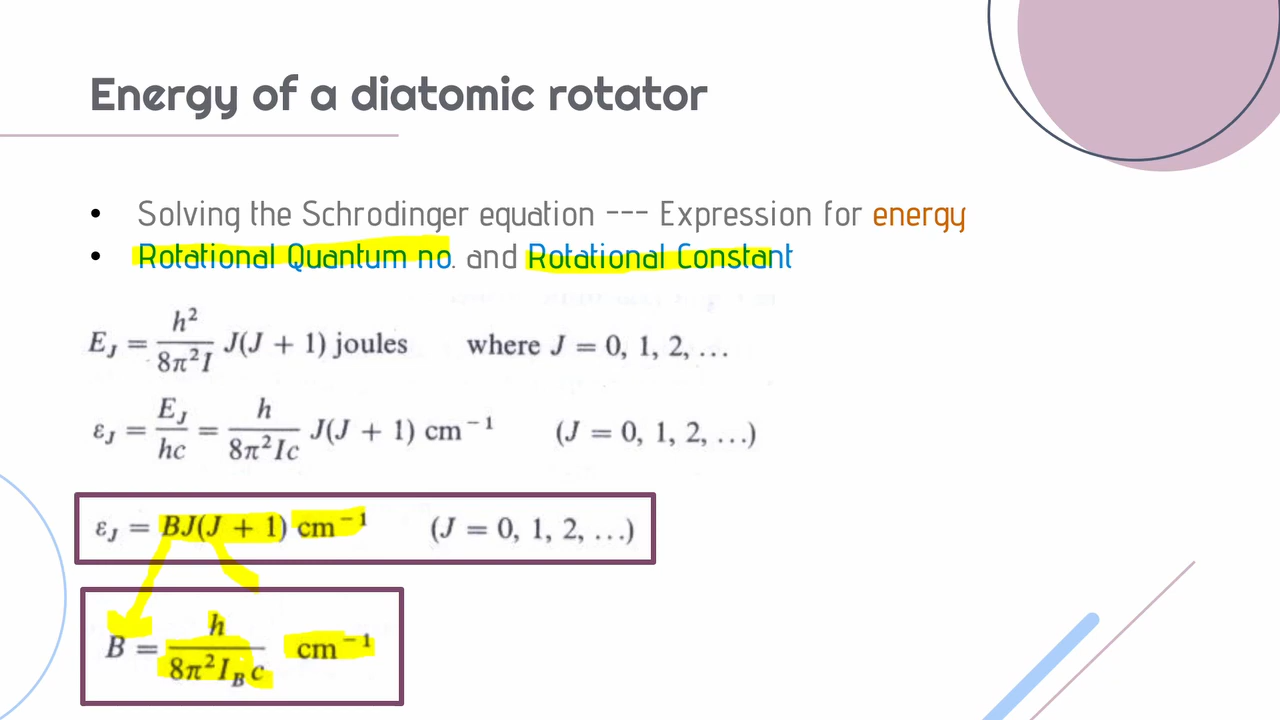 Energy of a diatomic rotator
• Solving the Schrodinger equation --- Expression for energy
• Rotational Quantum no. and Rotational Constant
E_J = h² / 8π²I J(J + 1) joules where J = 0, 1, 2, …
ε_J = E_J / hc = h / 8π²Ic J(J + 1) cm⁻¹ (J = 0, 1, 2, …)
ε_J = BJ(J + 1) cm⁻¹ (J = 0, 1, 2, …)
B = h / 8π²I_B c cm⁻¹